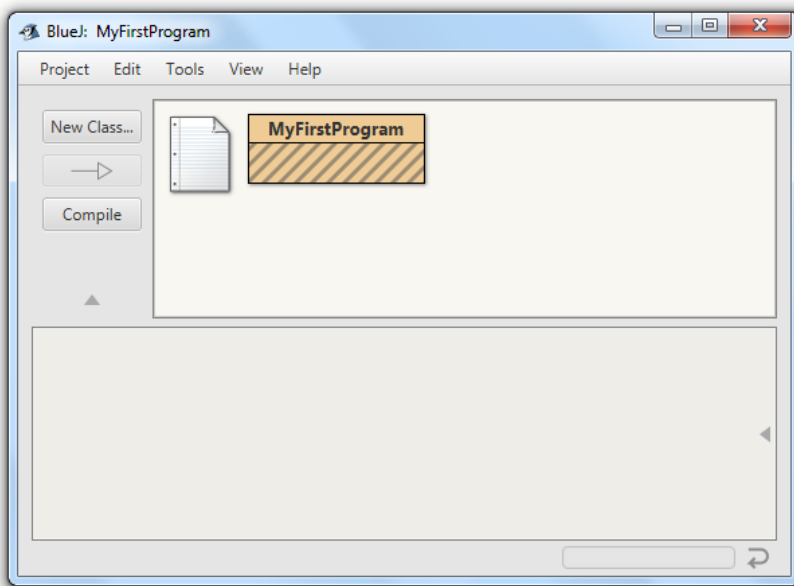 BlueJ: MyFirstProgram
Project Edit Tools View Help
New Class...
MyFirstProgram
Compile